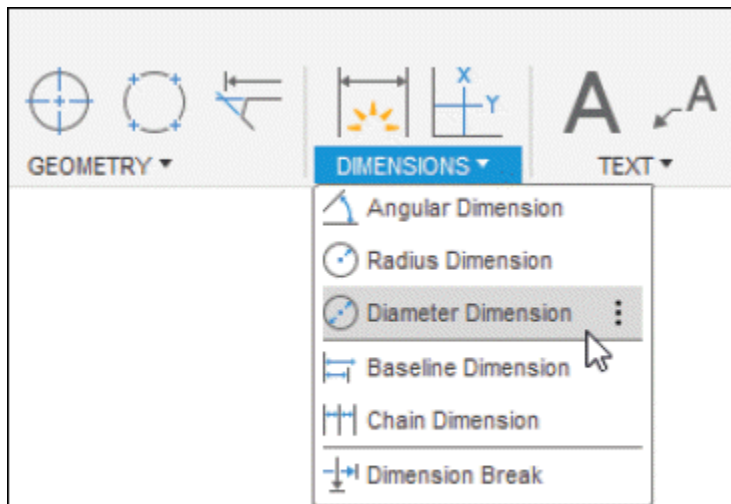 X
Y
A
A
GEOMETRY
DIMENSIONS
TEXT
Angular Dimension
Radius Dimension
Diameter Dimension
Baseline Dimension
Chain Dimension
Dimension Break